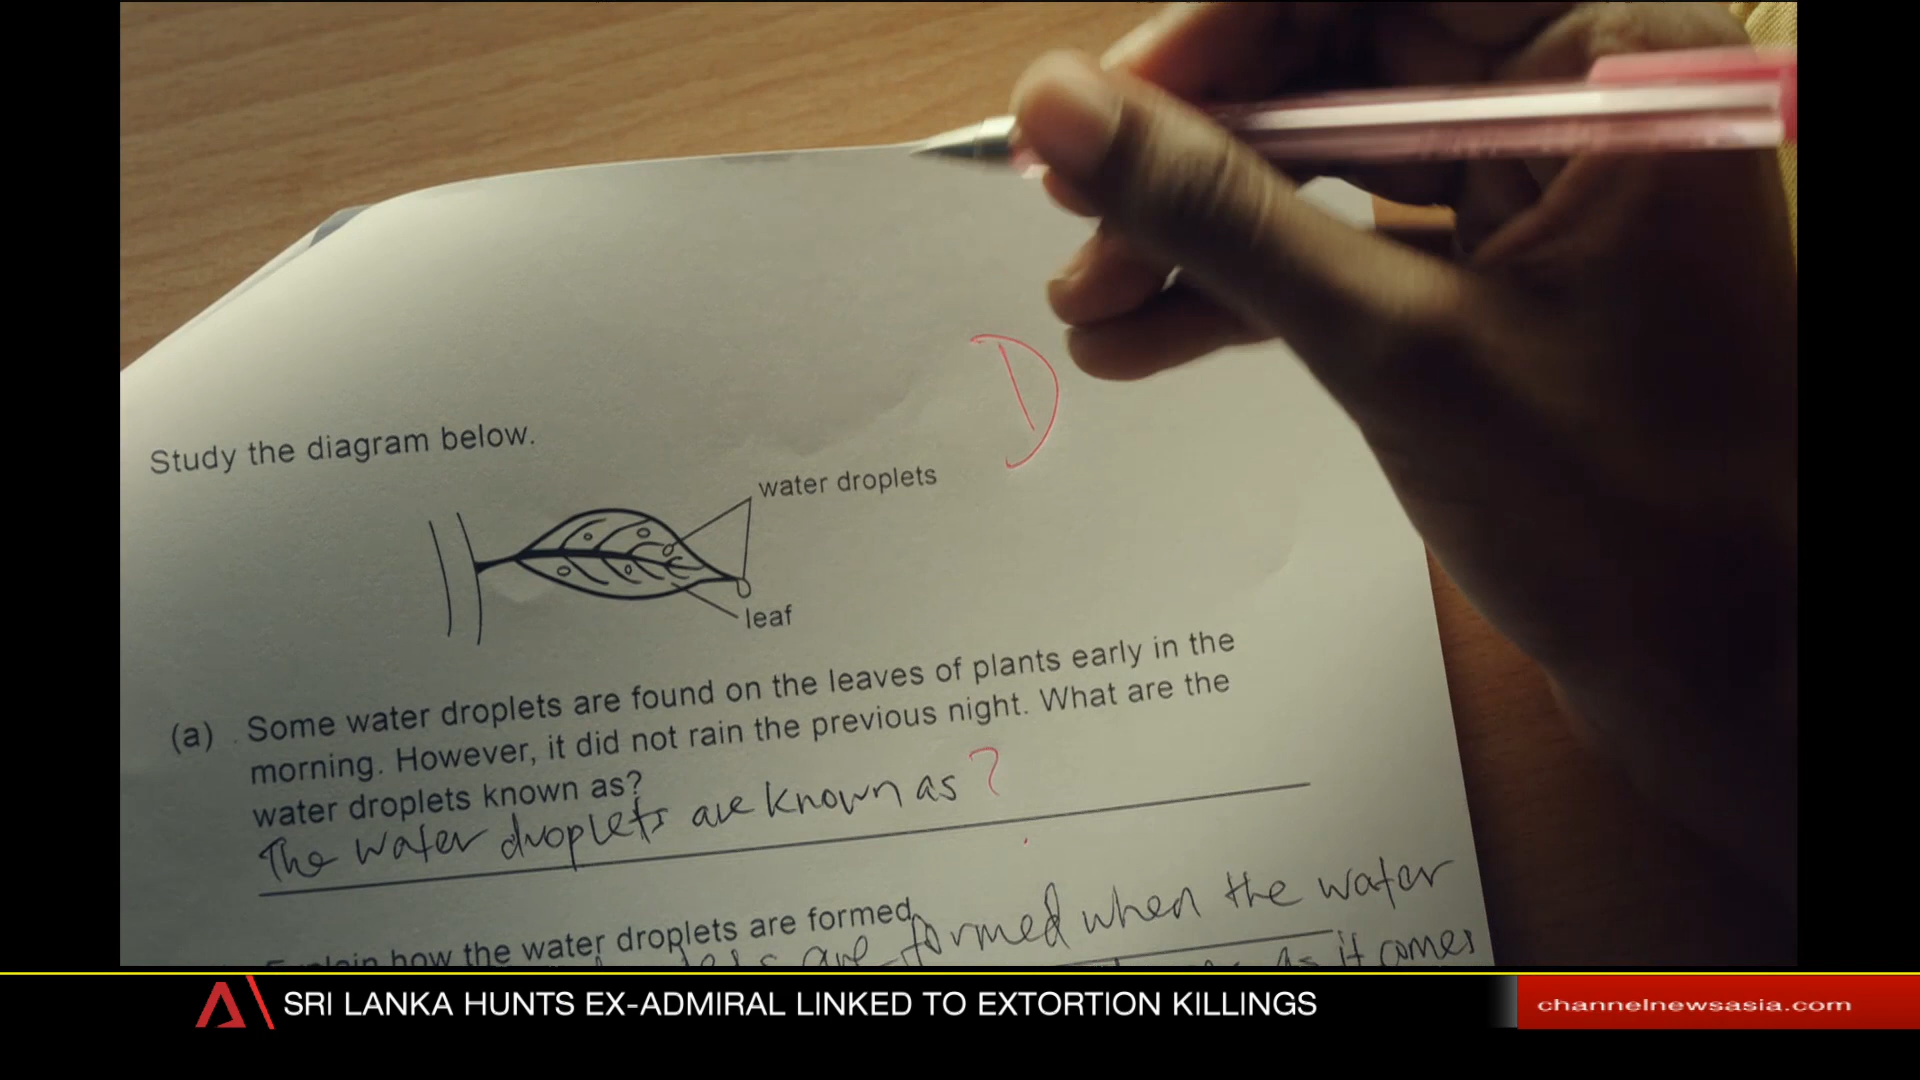 D
Study the diagram below.
water droplets
leaf
(a) Some water droplets are found on the leaves of plants early in the
morning. However, it did not rain the previous night. What are the
water droplets known as?
The water droplets are known as ?
how the water droplets are formed
are formed when the water
as it comes
SRI LANKA HUNTS EX-ADMIRAL LINKED TO EXTORTION KILLINGS
channelnewsasia.com